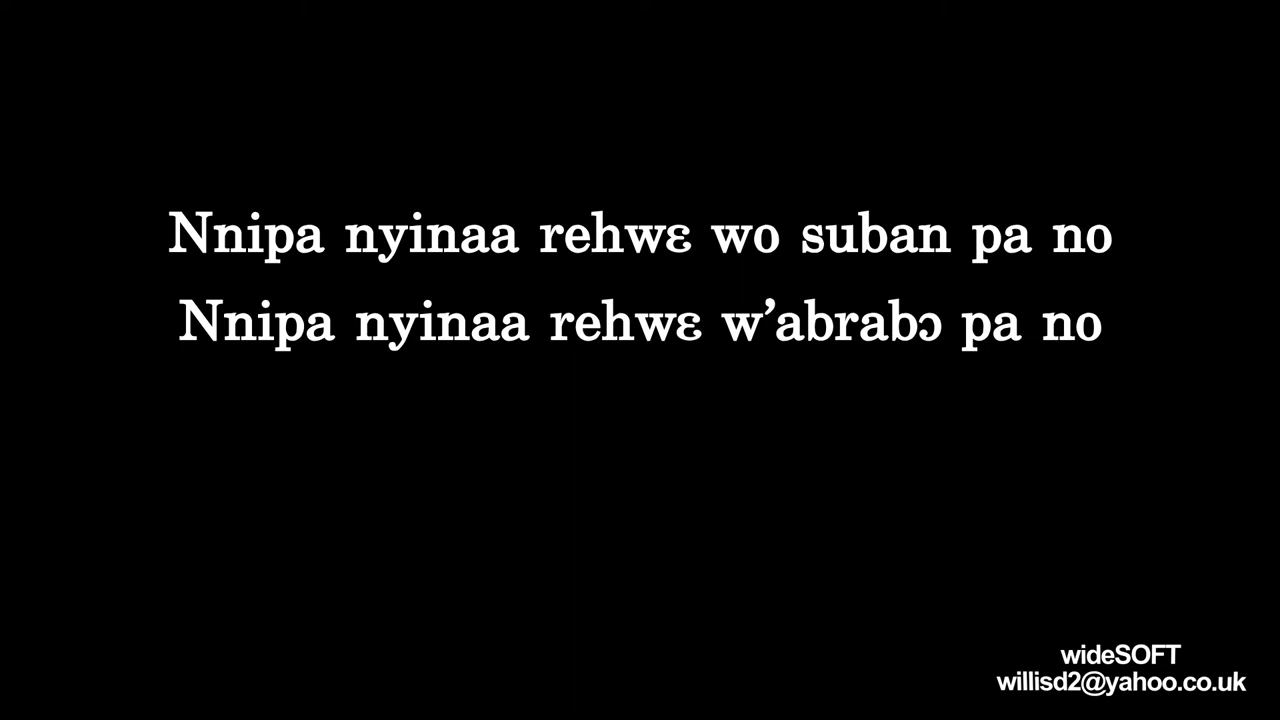 Nnipa nyinaa rehwɛ wo suban pa no
Nnipa nyinaa rehwɛ w’abrabɔ pa no
wideSOFT
willisd2@yahoo.co.uk